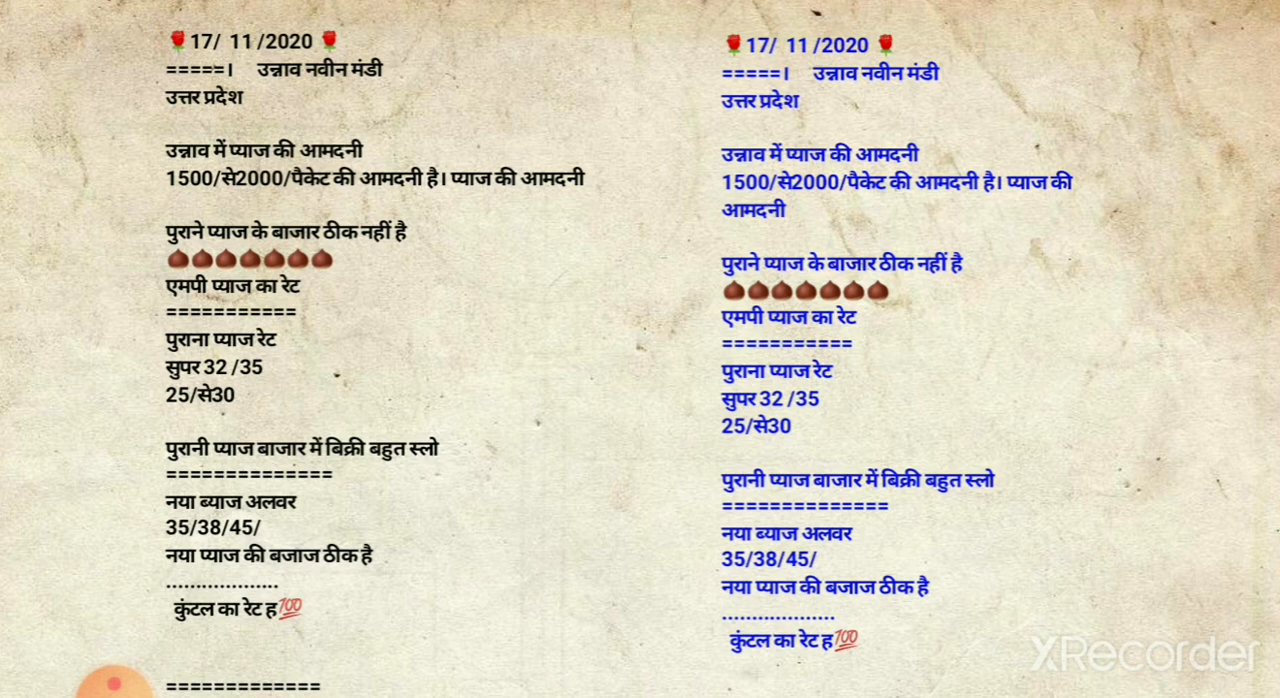 🌹17/ 11 /2020 🌹
=====। उन्नाव नवीन मंडी
उत्तर प्रदेश
उन्नाव में प्याज की आमदनी
1500/से2000/पैकेट की आमदनी है। प्याज की आमदनी
पुराने प्याज के बाजार ठीक नहीं है
🌰🌰🌰🌰🌰🌰🌰
एमपी प्याज का रेट
===========
पुराना प्याज रेट
सुपर 32 /35
25/से30
पुरानी प्याज बाजार में बिक्री बहुत स्लो
==============
नया ब्याज अलवर
35/38/45/
नया प्याज की बजाज ठीक है
...................
कुंटल का रेट ह💯
=============
🌹17/ 11 /2020 🌹
=====। उन्नाव नवीन मंडी
उत्तर प्रदेश
उन्नाव में प्याज की आमदनी
1500/से2000/पैकेट की आमदनी है। प्याज की
आमदनी
पुराने प्याज के बाजार ठीक नहीं है
🌰🌰🌰🌰🌰🌰🌰
एमपी प्याज का रेट
===========
पुराना प्याज रेट
सुपर 32 /35
25/से30
पुरानी प्याज बाजार में बिक्री बहुत स्लो
==============
नया ब्याज अलवर
35/38/45/
नया प्याज की बजाज ठीक है
...................
कुंटल का रेट ह💯
XRecorder